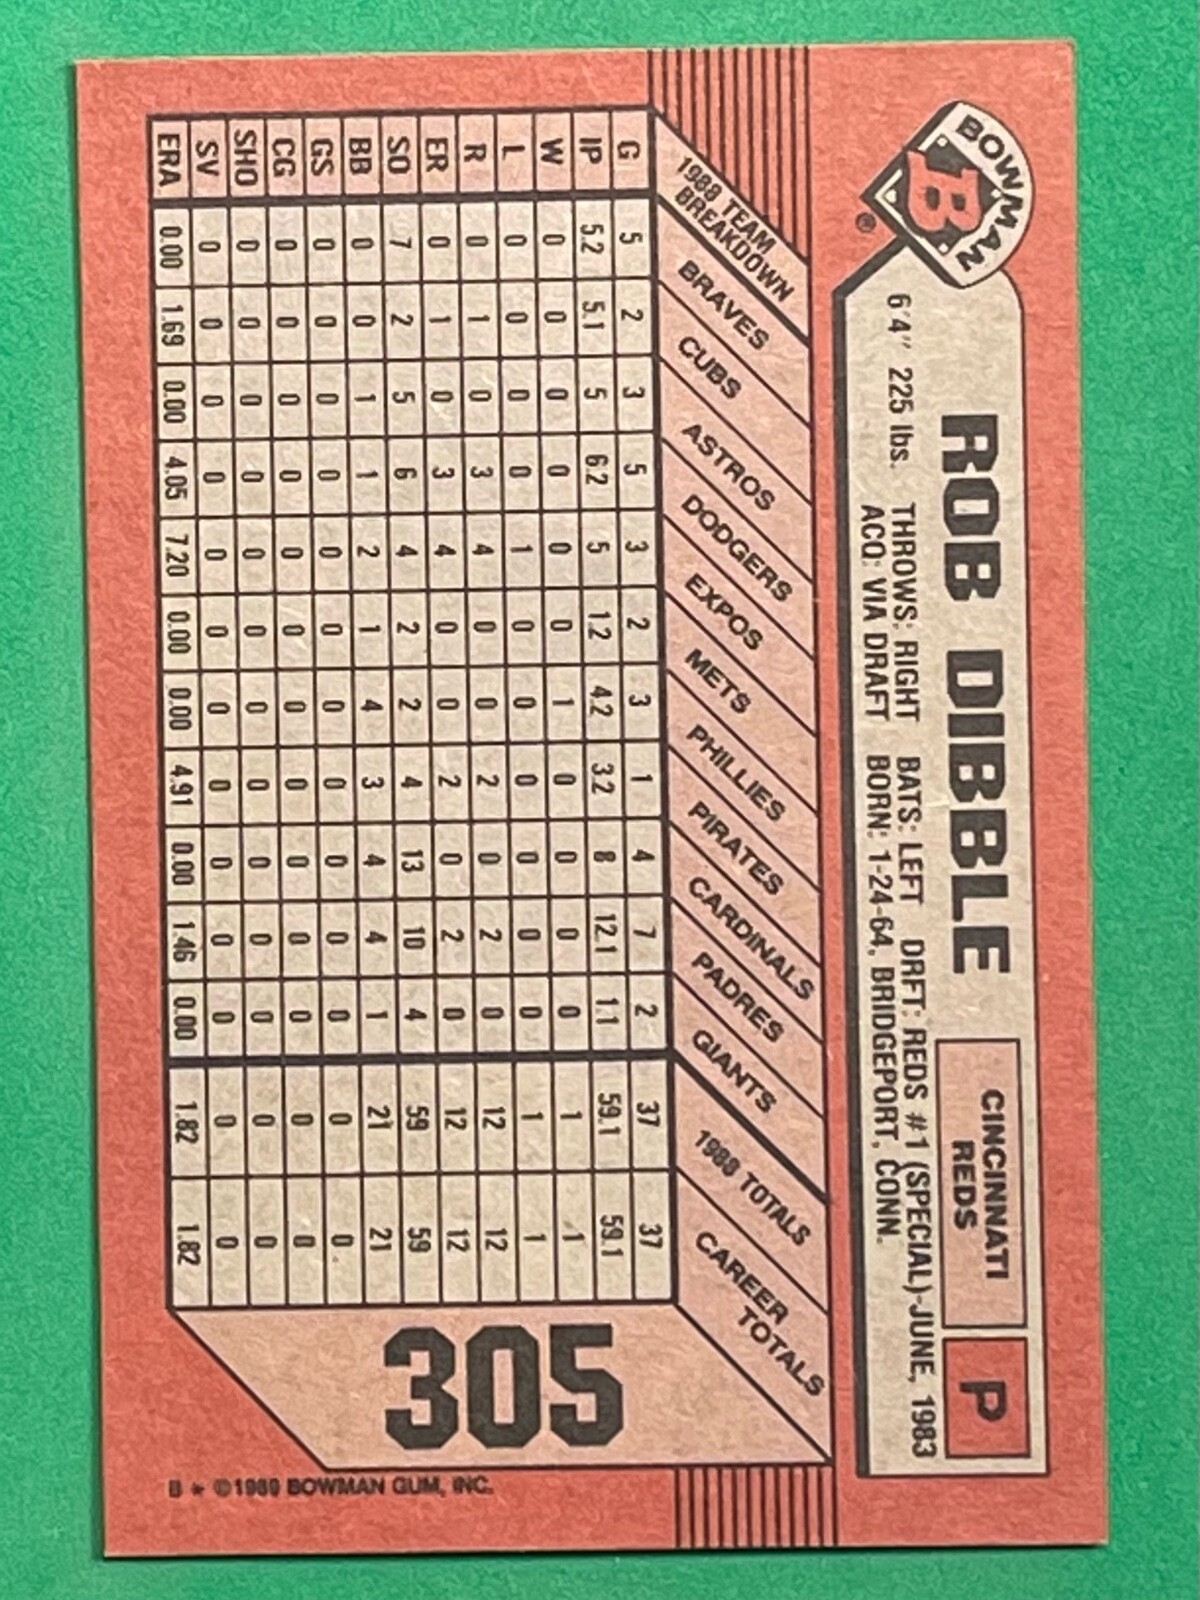 BOWMAN
B
®
ROB DIBBLE
CINCINNATI
REDS
P
6'4" 225 lbs. THROWS: RIGHT BATS: LEFT DRFT: REDS #1 (SPECIAL)-JUNE, 1983
ACQ: VIA DRAFT BORN: 1-24-64, BRIDGEPORT, CONN.
1988 TEAM
BREAKDOWN
BRAVES
CUBS
ASTROS
DODGERS
EXPOS
METS
PHILLIES
PIRATES
CARDINALS
PADRES
GIANTS
1988 TOTALS
CAREER
TOTALS
G 5 2 3 5 3 2 3 1 4 7 2 37 37
IP 5.2 5.1 5 6.2 5 1.2 4.2 3.2 8 12.1 1.1 59.1 59.1
W 0 0 0 0 0 0 1 0 0 0 0 1 1
L 0 0 0 0 1 0 0 0 0 0 0 1 1
R 0 1 0 3 4 0 0 2 0 2 0 12 12
ER 0 1 0 3 4 0 0 2 0 2 0 12 12
SO 7 2 5 6 4 2 2 4 13 10 4 59 59
BB 0 0 1 1 2 1 4 3 4 4 1 21 21
GS 0 0 0 0 0 0 0 0 0 0 0 0 0
CG 0 0 0 0 0 0 0 0 0 0 0 0 0
SHO 0 0 0 0 0 0 0 0 0 0 0 0 0
SV 0 0 0 0 0 0 0 0 0 0 0 0 0
ERA 0.00 1.69 0.00 4.05 7.20 0.00 0.00 4.91 0.00 1.46 0.00 1.82 1.82
305
B * ©1989 BOWMAN GUM, INC.